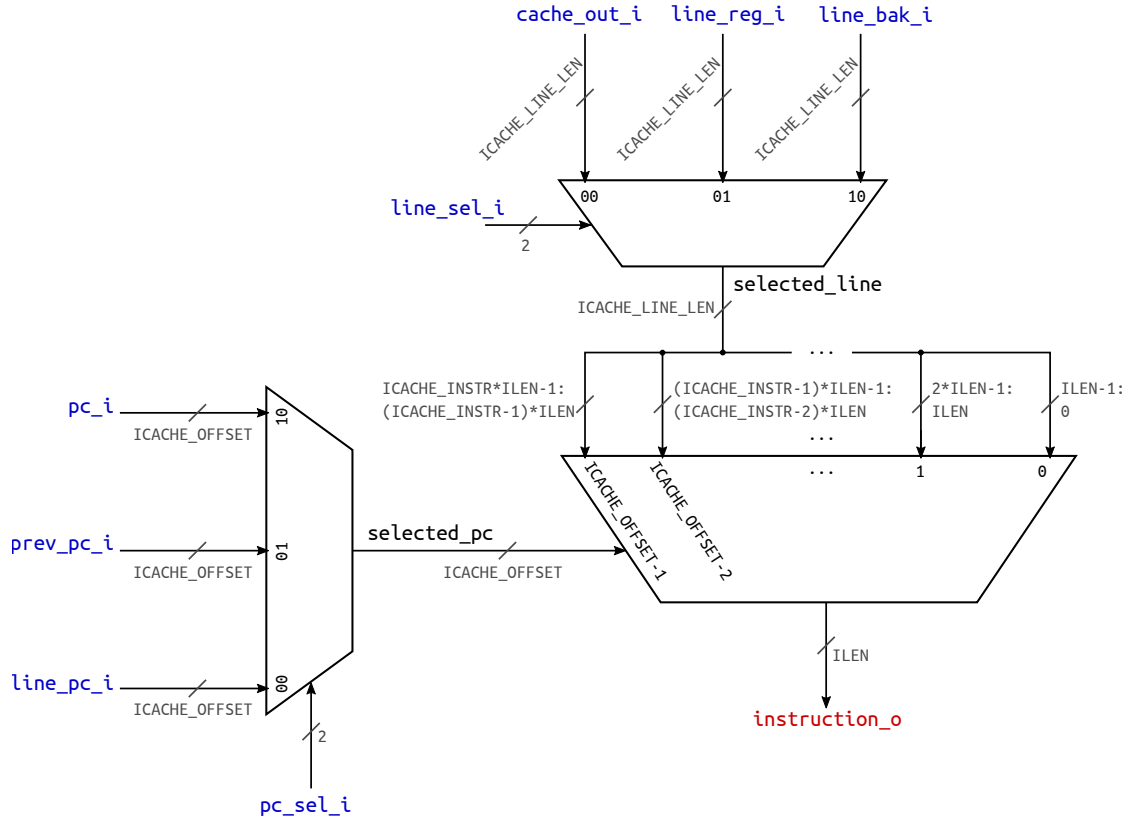 cache_out_i line_reg_i line_bak_i
ICACHE_LINE_LEN ICACHE_LINE_LEN ICACHE_LINE_LEN
00 01 10
line_sel_i
2
selected_line
ICACHE_LINE_LEN
...
ICACHE_INSTR*ILEN-1: (ICACHE_INSTR-1)*ILEN-1: 2*ILEN-1: ILEN-1:
(ICACHE_INSTR-1)*ILEN (ICACHE_INSTR-2)*ILEN ILEN 0
...
pc_i
ICACHE_OFFSET
10
ICACHE_OFFSET-1 ICACHE_OFFSET-2 ... 1 0
prev_pc_i
ICACHE_OFFSET
01
selected_pc
ICACHE_OFFSET
line_pc_i
ICACHE_OFFSET
00
ILEN
instruction_o
2
pc_sel_i